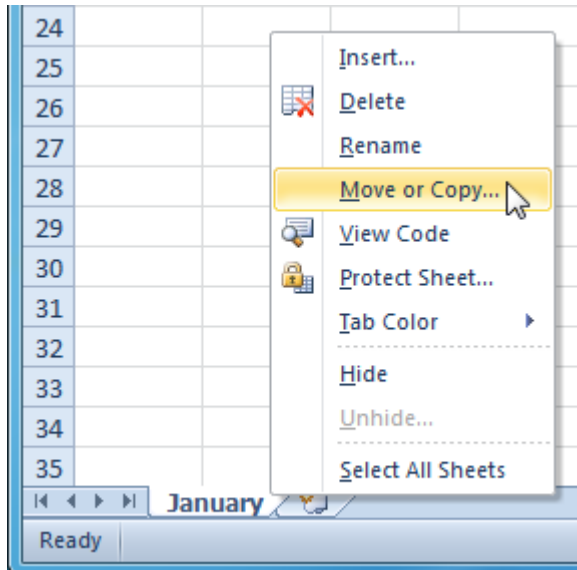 24
25
26
27
28
29
30
31
32
33
34
35
Insert...
Delete
Rename
Move or Copy...
View Code
Protect Sheet...
Tab Color
Hide
Unhide...
Select All Sheets
January
Ready